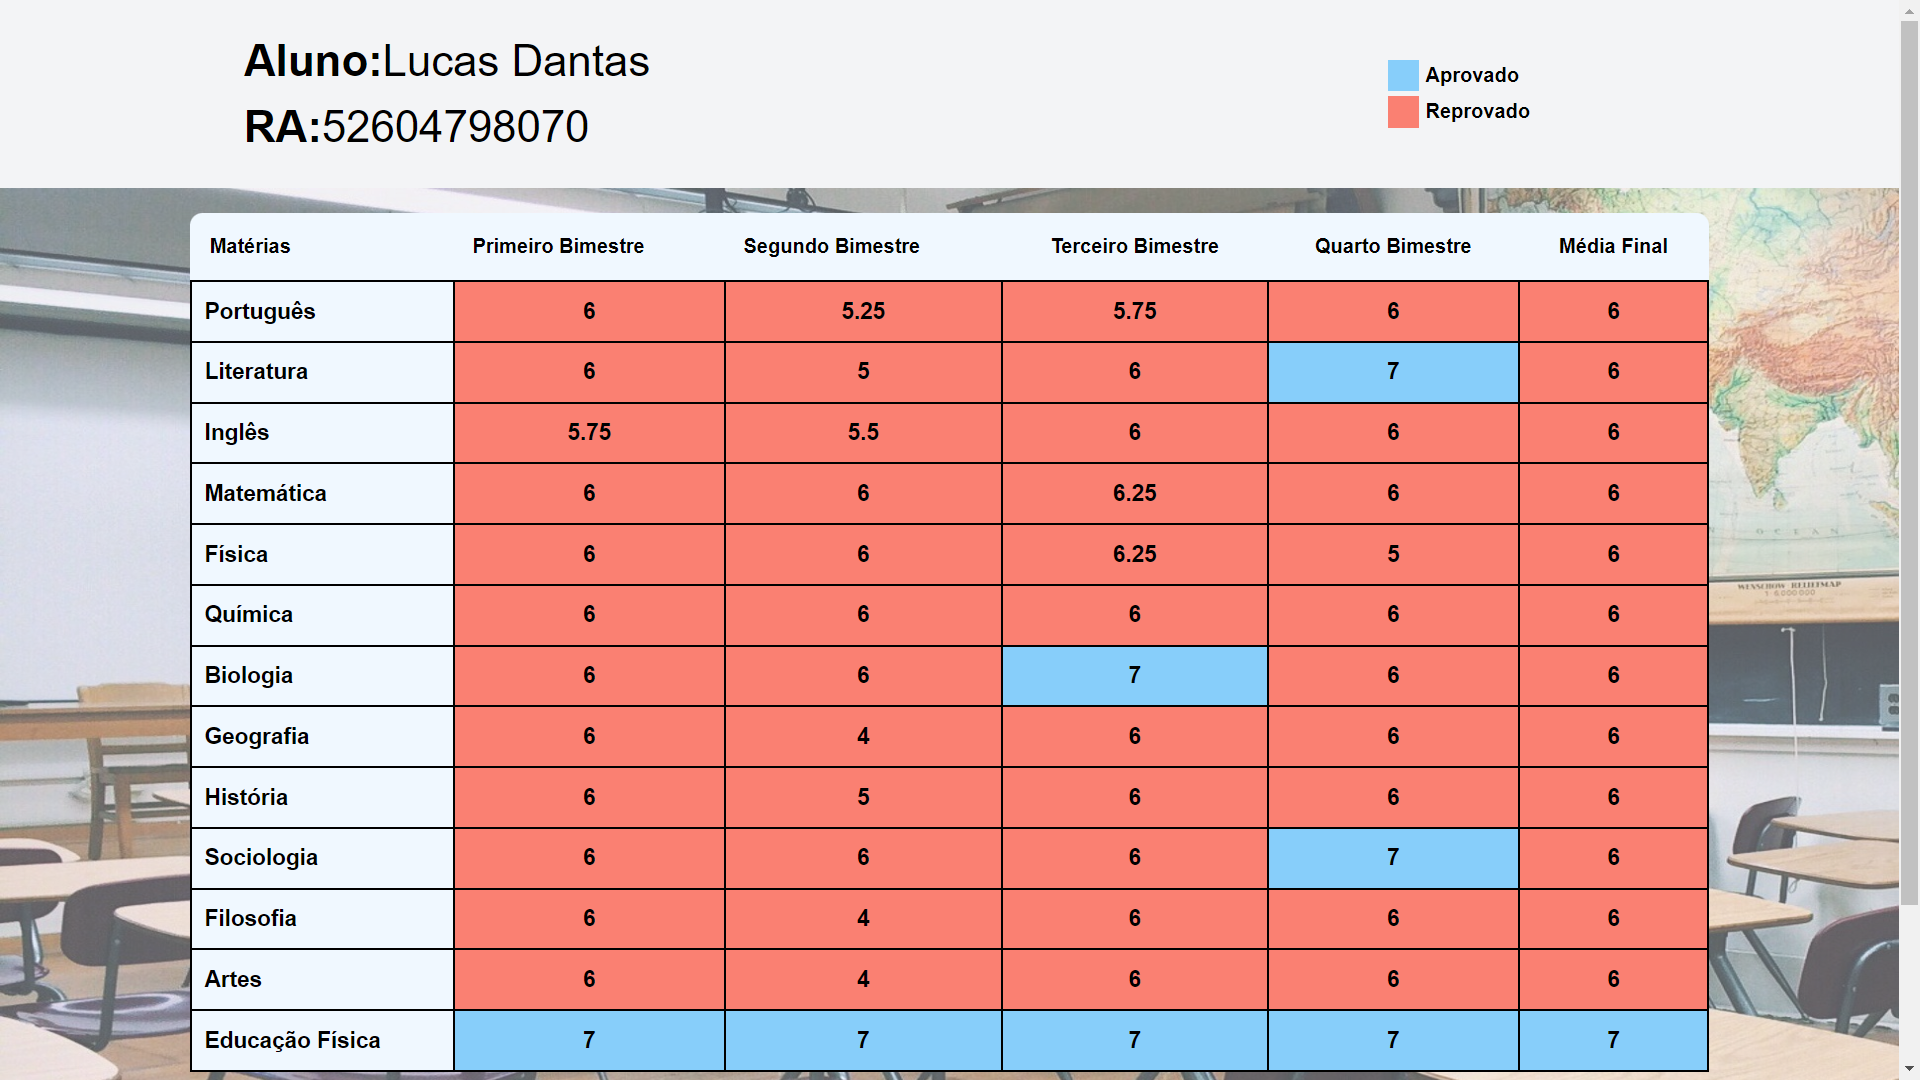 Aluno:Lucas Dantas
RA:52604798070
Aprovado
Reprovado
Matérias Primeiro Bimestre Segundo Bimestre Terceiro Bimestre Quarto Bimestre Média Final
Português 6 5.25 5.75 6 6
Literatura 6 5 6 7 6
Inglês 5.75 5.5 6 6 6
Matemática 6 6 6.25 6 6
Física 6 6 6.25 5 6
Química 6 6 6 6 6
Biologia 6 6 7 6 6
Geografia 6 4 6 6 6
História 6 5 6 6 6
Sociologia 6 6 6 7 6
Filosofia 6 4 6 6 6
Artes 6 4 6 6 6
Educação Física 7 7 7 7 7
OCEAN